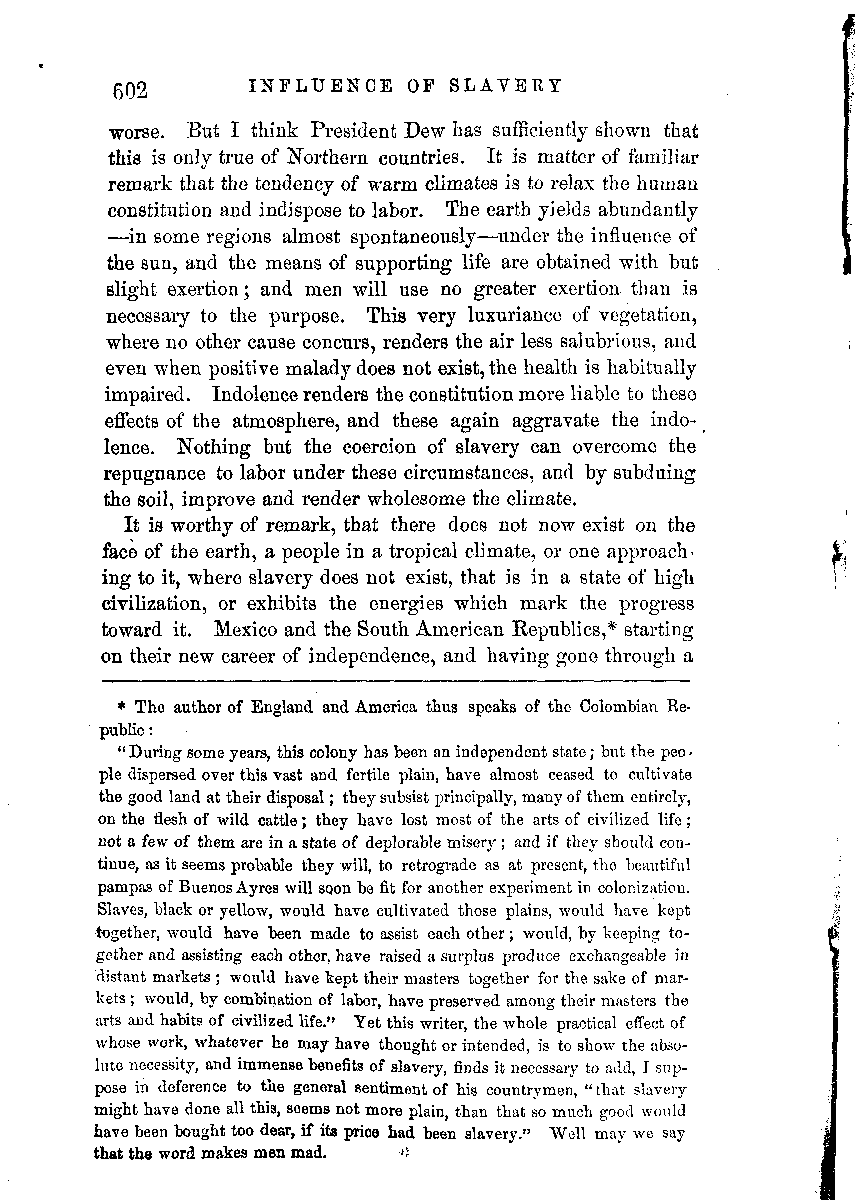 602 INFLUENCE OF SLAVERY
worse. But I think President Dew has sufficiently shown that
this is only true of Northern countries. It is matter of familiar
remark that the tendency of warm climates is to relax the human
constitution and indispose to labor. The earth yields abundantly
—in some regions almost spontaneously—under the influence of
the sun, and the means of supporting life are obtained with but
slight exertion; and men will use no greater exertion than is
necessary to the purpose. This very luxuriance of vegetation,
where no other cause concurs, renders the air less salubrious, and
even when positive malady does not exist, the health is habitually
impaired. Indolence renders the constitution more liable to these
effects of the atmosphere, and these again aggravate the indo-
lence. Nothing but the coercion of slavery can overcome the
repugnance to labor under these circumstances, and by subduing
the soil, improve and render wholesome the climate.
It is worthy of remark, that there does not now exist on the
face of the earth, a people in a tropical climate, or one approach-
ing to it, where slavery does not exist, that is in a state of high
civilization, or exhibits the energies which mark the progress
toward it. Mexico and the South American Republics,* starting
on their new career of independence, and having gone through a
* The author of England and America thus speaks of the Colombian Re-
public:
"During some years, this colony has been an independent state; but the peo-
ple dispersed over this vast and fertile plain, have almost ceased to cultivate
the good land at their disposal; they subsist principally, many of them entirely,
on the flesh of wild cattle; they have lost most of the arts of civilized life;
not a few of them are in a state of deplorable misery; and if they should con-
tinue, as it seems probable they will, to retrograde as at present, the beautiful
pampas of Buenos Ayres will soon be fit for another experiment in colonization.
Slaves, black or yellow, would have cultivated those plains, would have kept
together, would have been made to assist each other; would, by keeping to-
gether and assisting each other, have raised a surplus produce exchangeable in
distant markets; would have kept their masters together for the sake of mar-
kets; would, by combination of labor, have preserved among their masters the
arts and habits of civilized life." Yet this writer, the whole practical effect of
whose work, whatever he may have thought or intended, is to show the abso-
lute necessity, and immense benefits of slavery, finds it necessary to add, I sup-
pose in deference to the general sentiment of his countrymen, "that slavery
might have done all this, seems not more plain, than that so much good would
have been bought too dear, if its price had been slavery." Well may we say
that the word makes men mad.